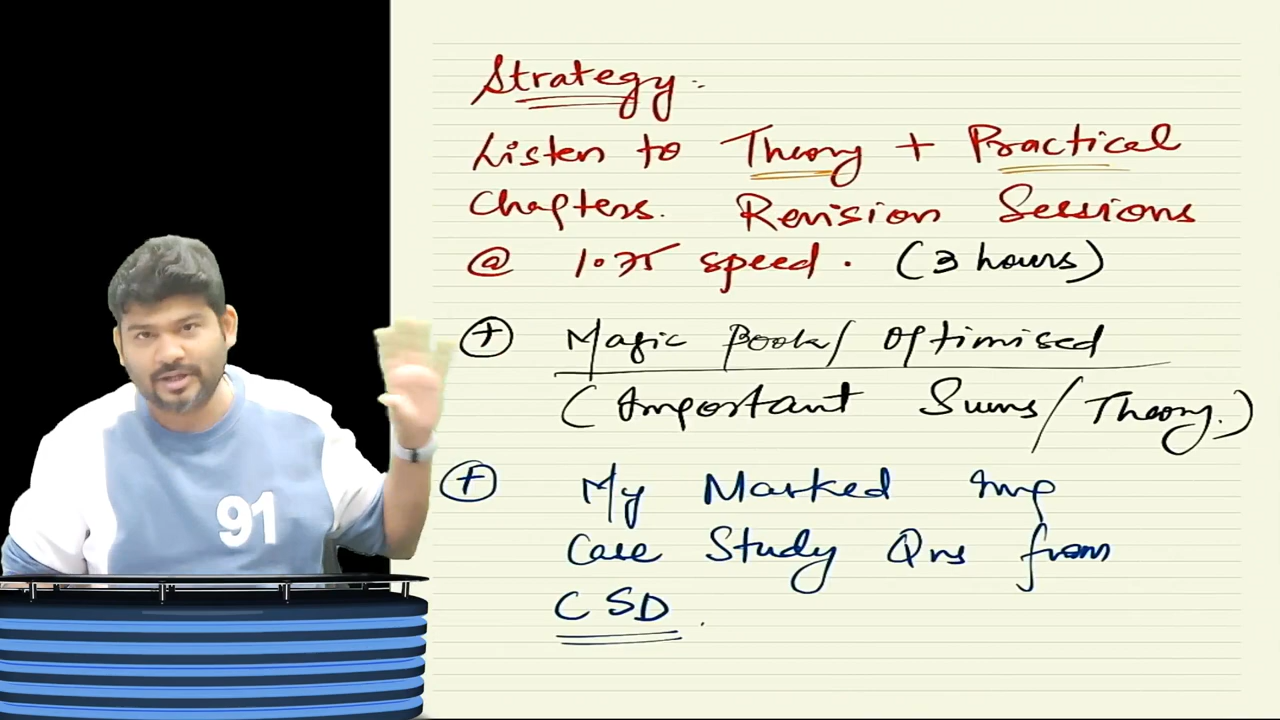 Strategy:
Listen to Theory + Practical
Chapters. Revision Sessions
@ 1.75 speed. (3 hours)
+ Magic Book/ Optimised
(Important Sums/Theory.)
+ My Marked Imp
Case Study Qns from
CSD.
91